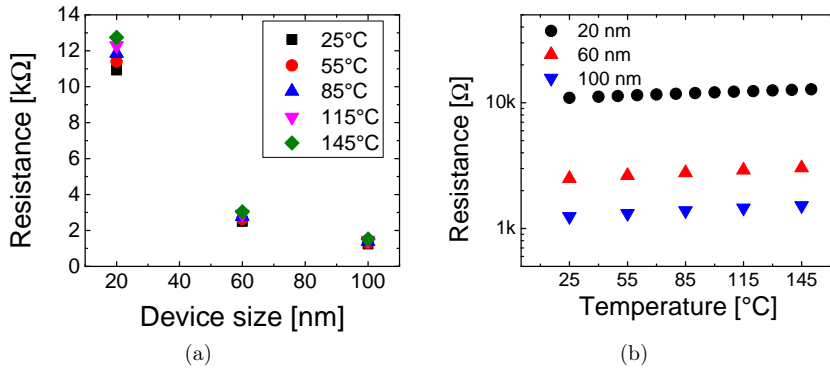 14
12
10
8
6
4
2
0
20 40 60 80 100
Resistance [kΩ]
Device size [nm]
25°C
55°C
85°C
115°C
145°C
(a)
10k
1k
25 55 85 115 145
Resistance [Ω]
Temperature [°C]
20 nm
60 nm
100 nm
(b)